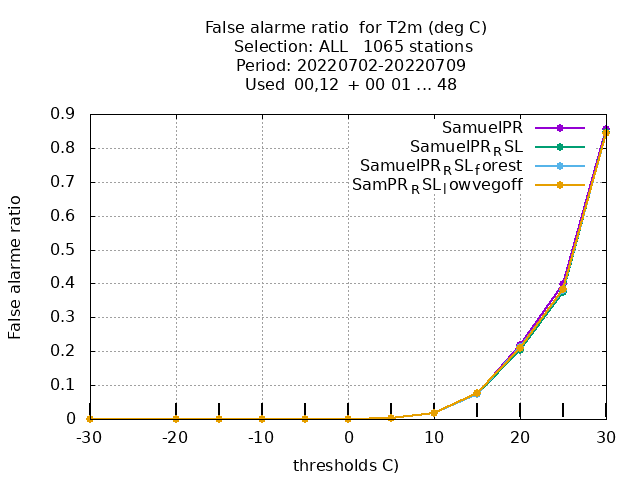 False alarme ratio  for T2m (deg C)
Selection: ALL   1065 stations
Period: 20220702-20220709
Used  00,12  + 00 01 ... 48
SamuelPR
SamuelPR_RSL
SamuelPR_RSL_forest
SamPR_RSL_lowvegoff
False alarme ratio
0.9
0.8
0.7
0.6
0.5
0.4
0.3
0.2
0.1
0
-30 -20 -10 0 10 20 30
thresholds C)